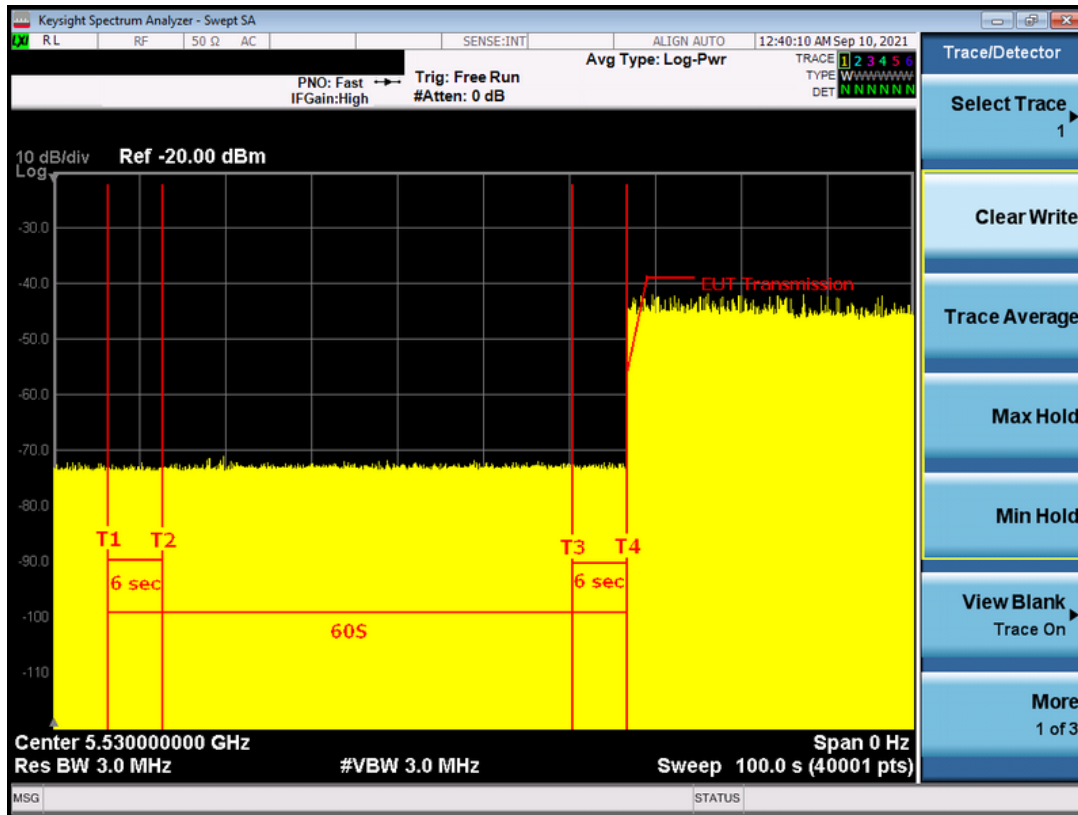 Keysight Spectrum Analyzer - Swept SA
LXI RL RF 50 Ω AC SENSE:INT ALIGN AUTO 12:40:10 AM Sep 10, 2021
Trace/Detector
Avg Type: Log-Pwr TRACE 1 2 3 4 5 6
PNO: Fast Trig: Free Run TYPE WWWWWW
IFGain:High #Atten: 0 dB DET N N N N N N
Select Trace
1
10 dB/div Ref -20.00 dBm
Log
Clear Write
-30.0
-40.0
EUT Transmission
Trace Average
-50.0
-60.0
Max Hold
-70.0
-80.0
Min Hold
T1 T2 T3 T4
-90.0
6 sec 6 sec
-100
60S
View Blank
Trace On
-110
More
1 of 3
Center 5.530000000 GHz Span 0 Hz
Res BW 3.0 MHz #VBW 3.0 MHz Sweep 100.0 s (40001 pts)
MSG STATUS